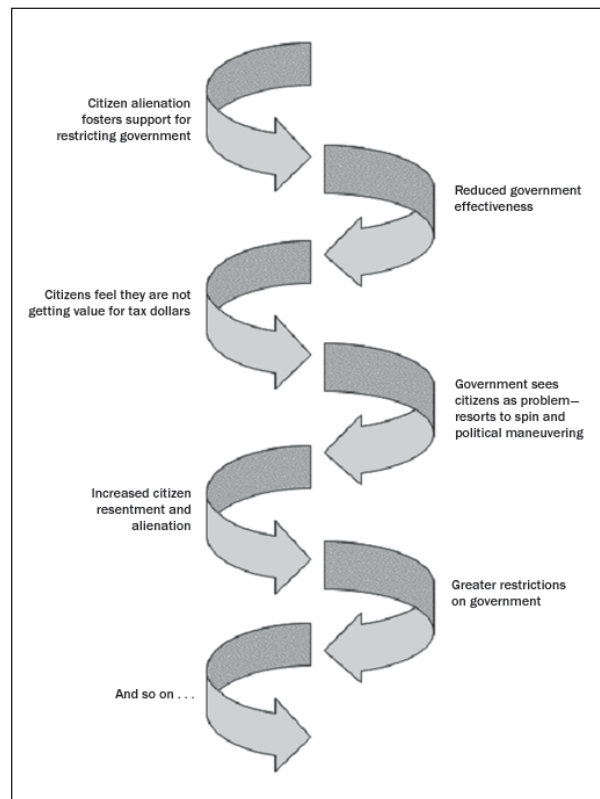 Citizen alienation
fosters support for
restricting government
Reduced government
effectiveness
Citizens feel they are not
getting value for tax dollars
Government sees
citizens as problem—
resorts to spin and
political maneuvering
Increased citizen
resentment and
alienation
Greater restrictions
on government
And so on . . .